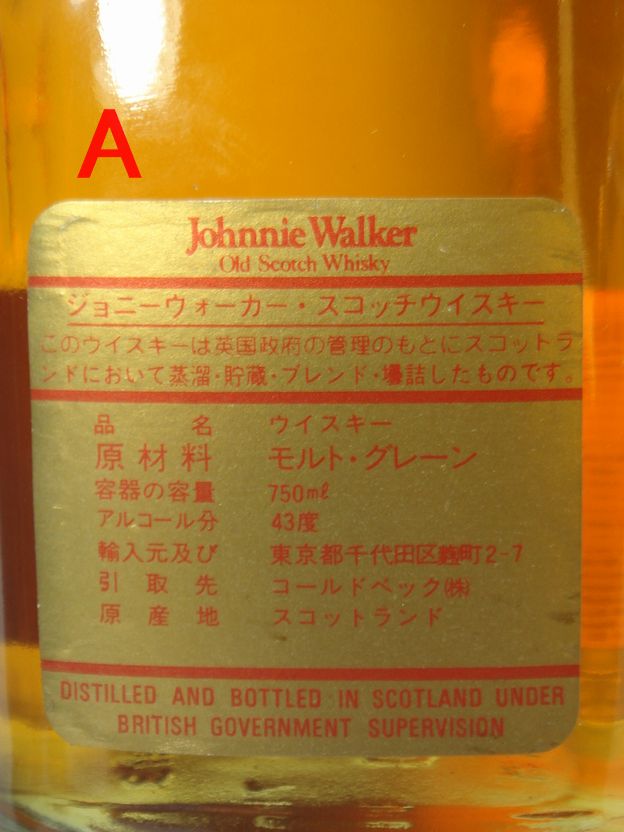 A
Johnnie Walker
Old Scotch Whisky
ジョニーウォーカー・スコッチウイスキー
このウイスキーは英国政府の管理のもとにスコットラ
ンドにおいて蒸溜・貯蔵・ブレンド・壜詰したものです。
品名 ウイスキー
原材料 モルト・グレーン
容器の容量 750ml
アルコール分 43度
輸入元及び 東京都千代田区麹町2-7
引取先 コールドベック㈱
原産地 スコットランド
DISTILLED AND BOTTLED IN SCOTLAND UNDER
BRITISH GOVERNMENT SUPERVISION